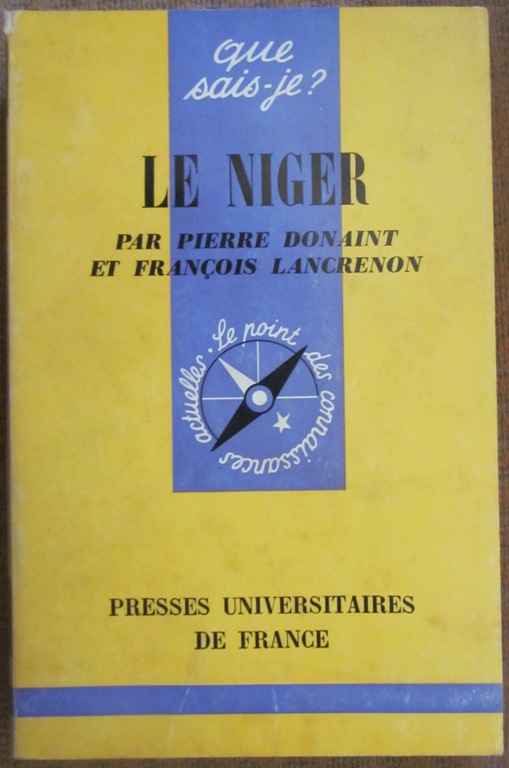 que
sais-je?
LE NIGER
PAR PIERRE DONAINT
ET FRANÇOIS LANCRENON
Le point des connaissances actuelles.
PRESSES UNIVERSITAIRES
DE FRANCE